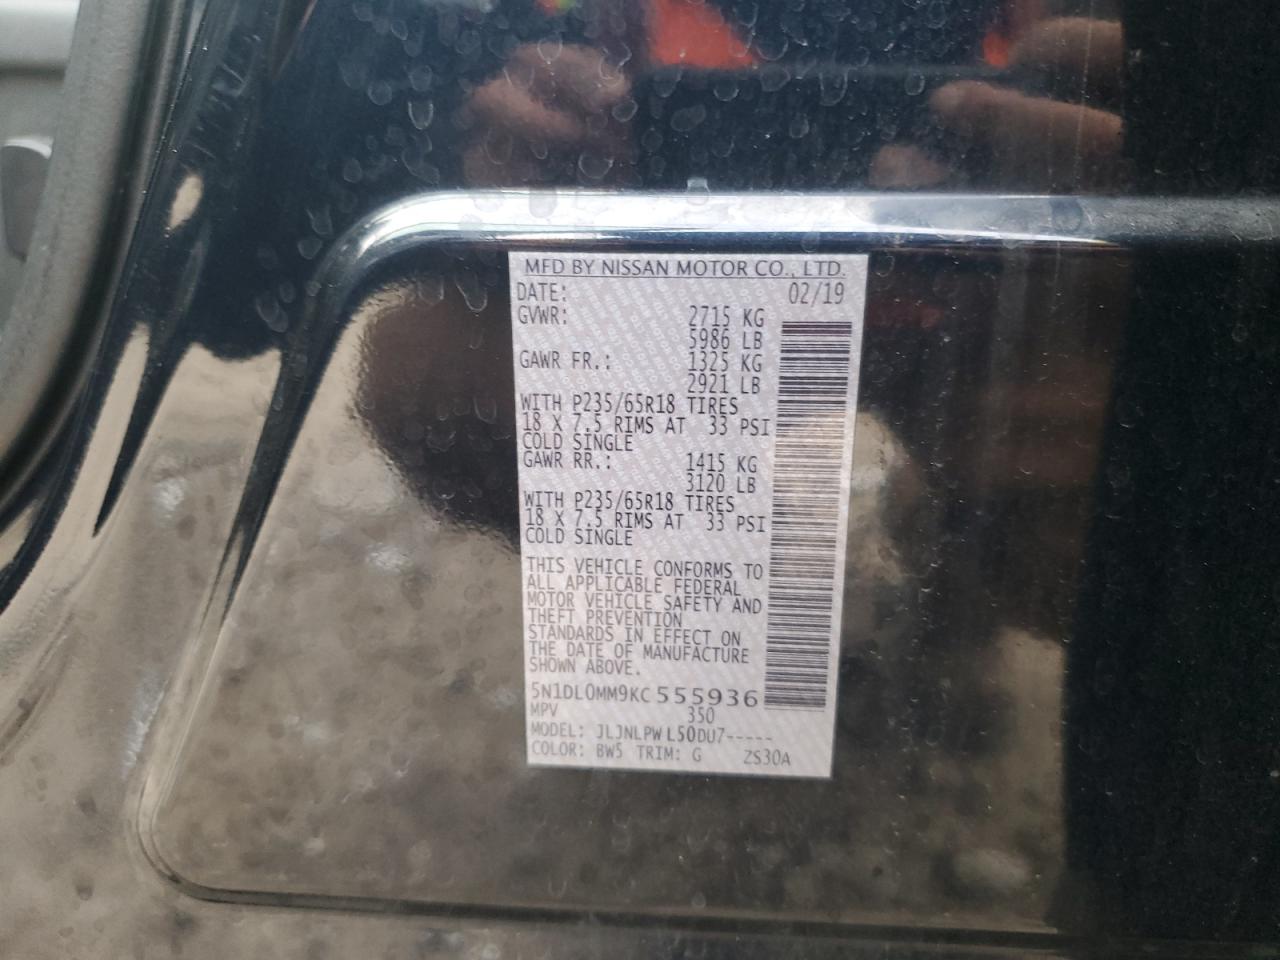 MFD BY NISSAN MOTOR CO., LTD.
DATE: 02/19
GVWR: 2715 KG
5986 LB
GAWR FR.: 1325 KG
2921 LB
WITH P235/65R18 TIRES
18 X 7.5 RIMS AT 33 PSI
COLD SINGLE
GAWR RR.: 1415 KG
3120 LB
WITH P235/65R18 TIRES
18 X 7.5 RIMS AT 33 PSI
COLD SINGLE
THIS VEHICLE CONFORMS TO
ALL APPLICABLE FEDERAL
MOTOR VEHICLE SAFETY AND
THEFT PREVENTION
STANDARDS IN EFFECT ON
THE DATE OF MANUFACTURE
SHOWN ABOVE.
5N1DL0MM9KC555936
MPV 350
MODEL: JLJNLPWL50DU7-----
COLOR: BW5 TRIM: G ZS30A